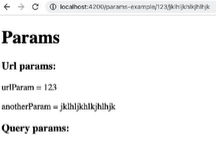 localhost:4200/params-example/123/jklhljkhlkjhlhjk
Params
Url params:
urlParam = 123
anotherParam = jklhljkhlkjhlhjk
Query params: